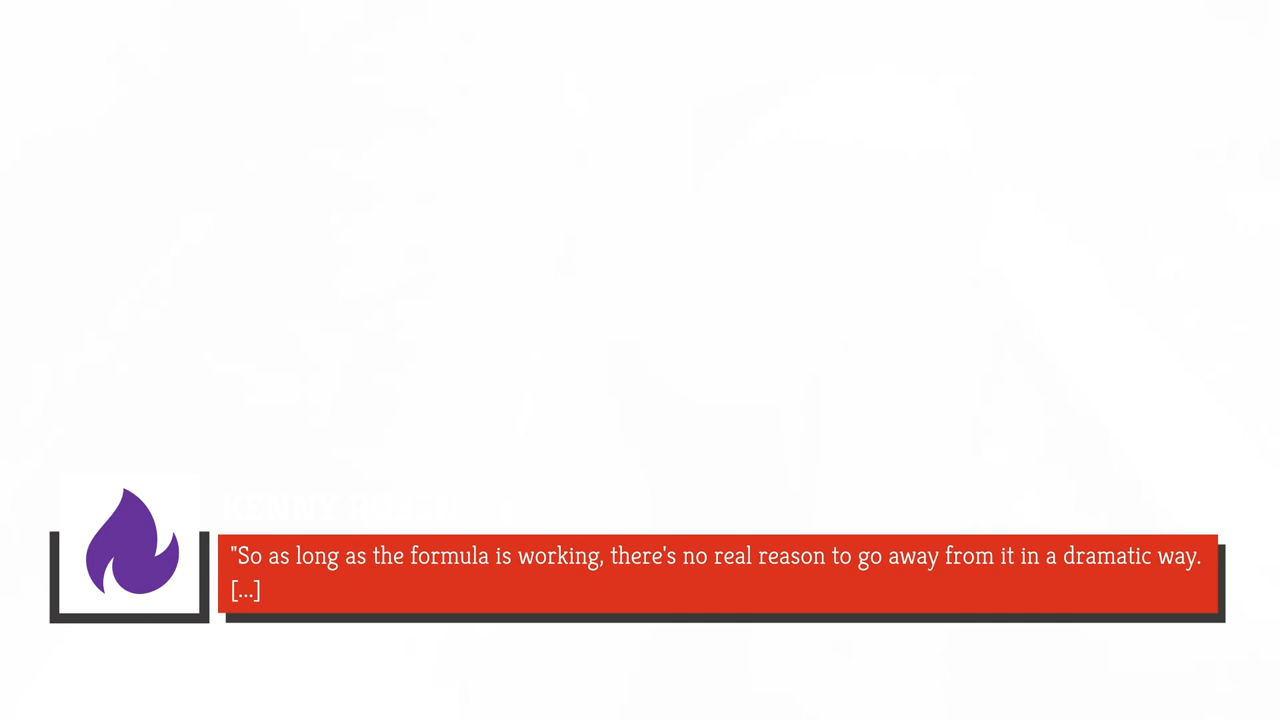 KENNY
"So as long as the formula is working, there's no real reason to go away from it in a dramatic way.
[...]